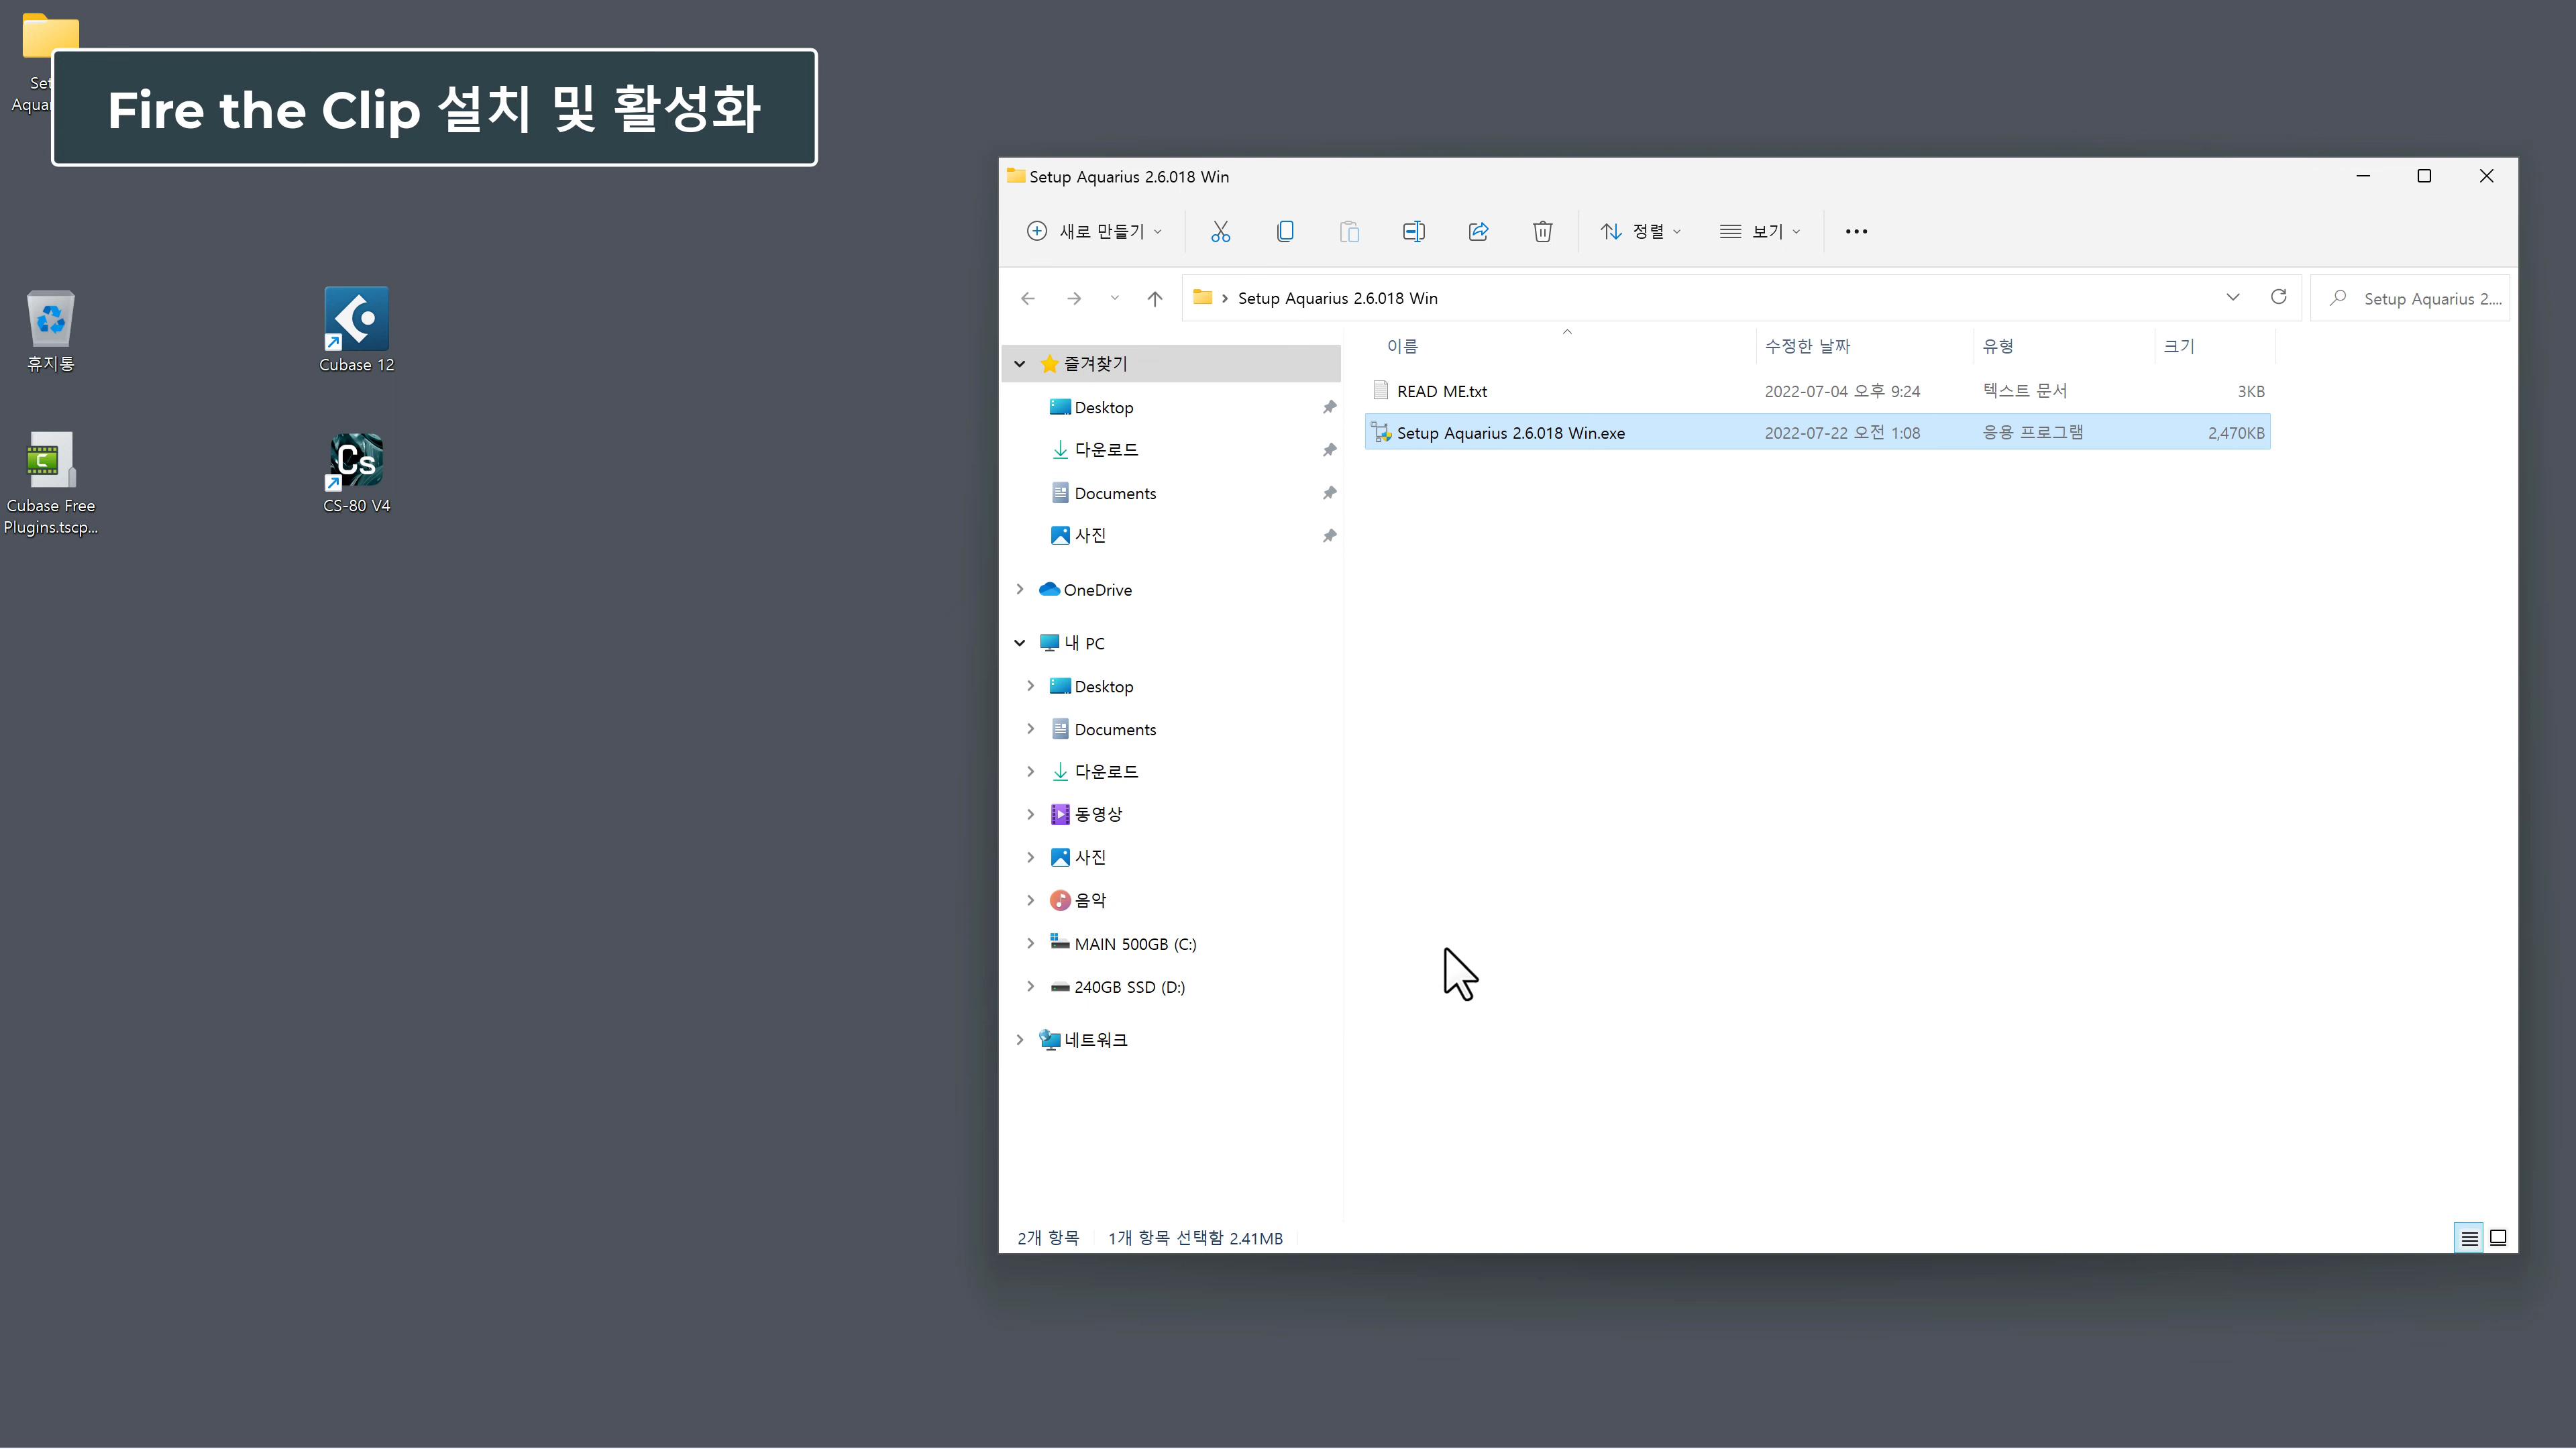 Fire the Clip 설치 및 활성화
휴지통
Cubase 12
Cubase Free
Plugins.tscp...
CS-80 V4
Setup Aquarius 2.6.018 Win
새로 만들기
정렬
보기
Setup Aquarius 2.6.018 Win
Setup Aquarius 2....
이름 수정한 날짜 유형 크기
READ ME.txt 2022-07-04 오후 9:24 텍스트 문서 3KB
Setup Aquarius 2.6.018 Win.exe 2022-07-22 오전 1:08 응용 프로그램 2,470KB
즐겨찾기
Desktop
다운로드
Documents
사진
OneDrive
내 PC
Desktop
Documents
다운로드
동영상
사진
음악
MAIN 500GB (C:)
240GB SSD (D:)
네트워크
2개 항목 1개 항목 선택함 2.41MB